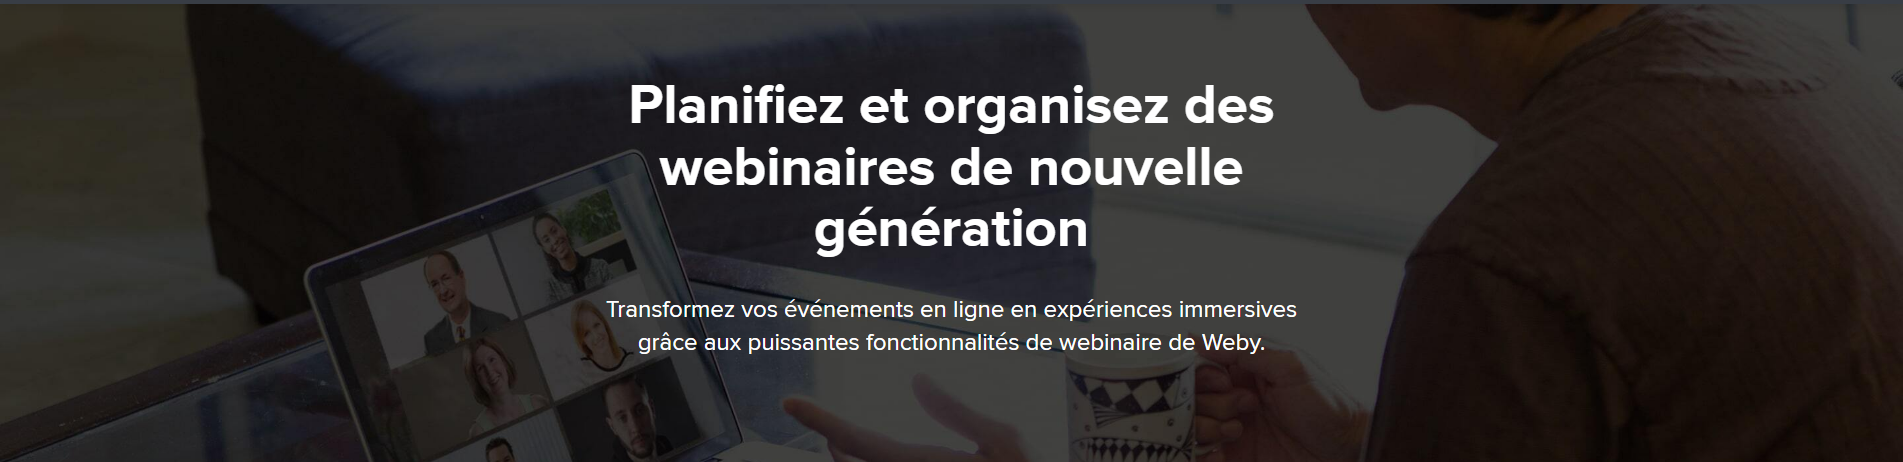 Planifiez et organisez des
webinaires de nouvelle
génération
Transformez vos événements en ligne en expériences immersives
grâce aux puissantes fonctionnalités de webinaire de Weby.